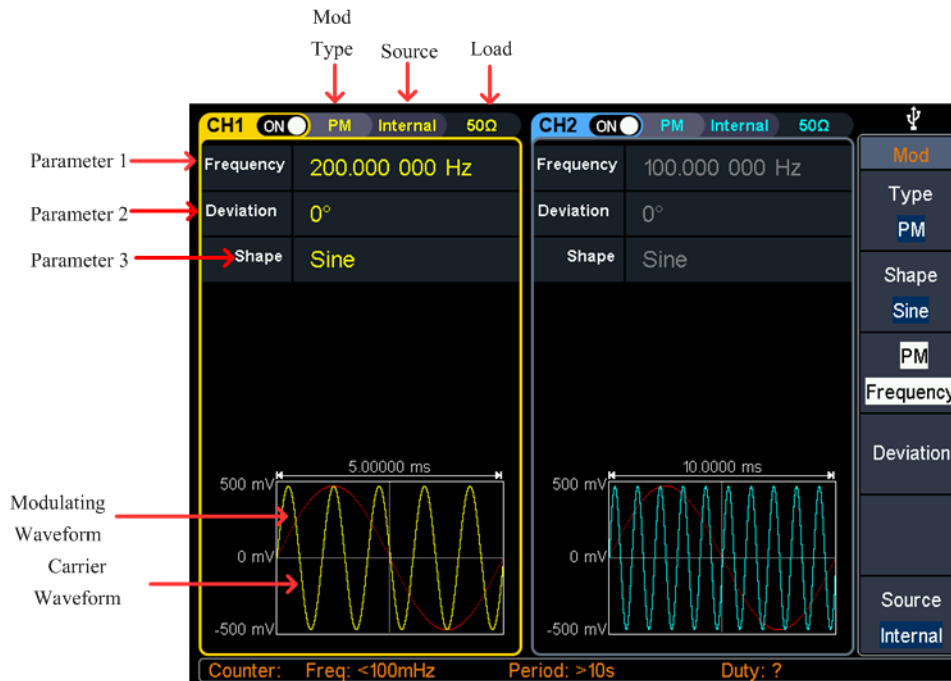 Mod
Type
Source
Load
CH1 ON PM Internal 50Ω
CH2 ON PM Internal 50Ω
Parameter 1
Frequency 200.000 000 Hz
Frequency 100.000 000 Hz
Mod
Parameter 2
Deviation 0°
Deviation 0°
Type
PM
Parameter 3
Shape Sine
Shape Sine
Shape
Sine
PM
Frequency
Deviation
5.00000 ms
10.0000 ms
500 mV
500 mV
Modulating
Waveform
0 mV
0 mV
Carrier
Waveform
-500 mV
-500 mV
Source
Internal
Counter: Freq: <100mHz Period: >10s Duty: ?